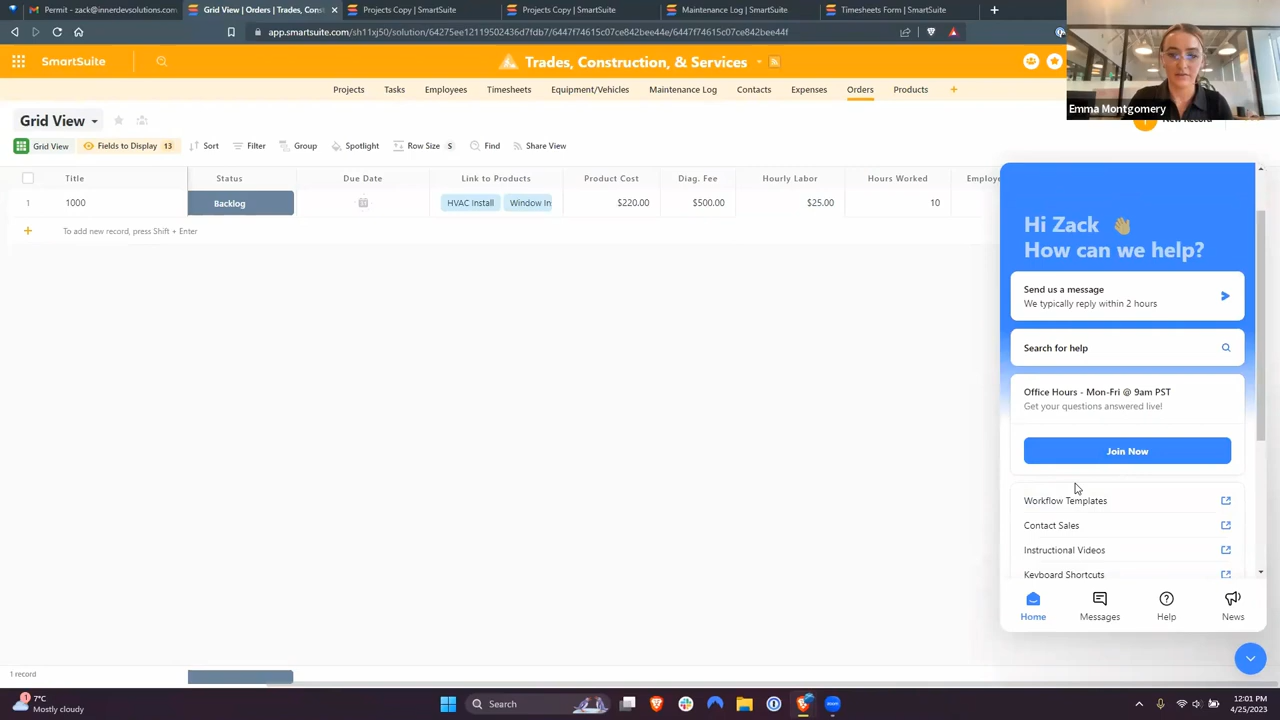 Permit - zack@innerdevsolutions.com
Grid View | Orders | Trades, Const
Projects Copy | SmartSuite
Projects Copy | SmartSuite
Maintenance Log | SmartSuite
Timesheets Form | SmartSuite
app.smartsuite.com/sh11xj50/solution/64275ee12119502436d7fdb7/6447f74615c07ce842bee44e/6447f74615c07ce842bee44f
SmartSuite
Trades, Construction, & Services
Projects
Tasks
Employees
Timesheets
Equipment/Vehicles
Maintenance Log
Contacts
Expenses
Orders
Products
Emma Montgomery
Grid View
New Record
Grid View
Fields to Display 13
Sort
Filter
Group
Spotlight
Row Size S
Find
Share View
Title
Status
Due Date
Link to Products
Product Cost
Diag. Fee
Hourly Labor
Hours Worked
Employe
1
1000
Backlog
HVAC Install
Window In
$220.00
$500.00
$25.00
10
To add new record, press Shift + Enter
Hi Zack 👋
How can we help?
Send us a message
We typically reply within 2 hours
Search for help
Office Hours - Mon-Fri @ 9am PST
Get your questions answered live!
Join Now
Workflow Templates
Contact Sales
Instructional Videos
Keyboard Shortcuts
Home
Messages
Help
News
1 record
1
7°C
Mostly cloudy
Search
12:01 PM
4/25/2023